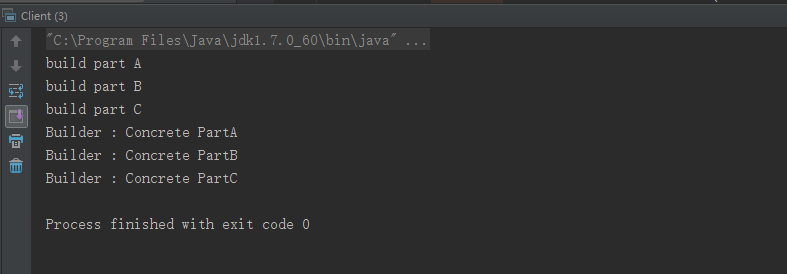 Client (3)
"C:\Program Files\Java\jdk1.7.0_60\bin\java" ...
build part A
build part B
build part C
Builder : Concrete PartA
Builder : Concrete PartB
Builder : Concrete PartC
Process finished with exit code 0